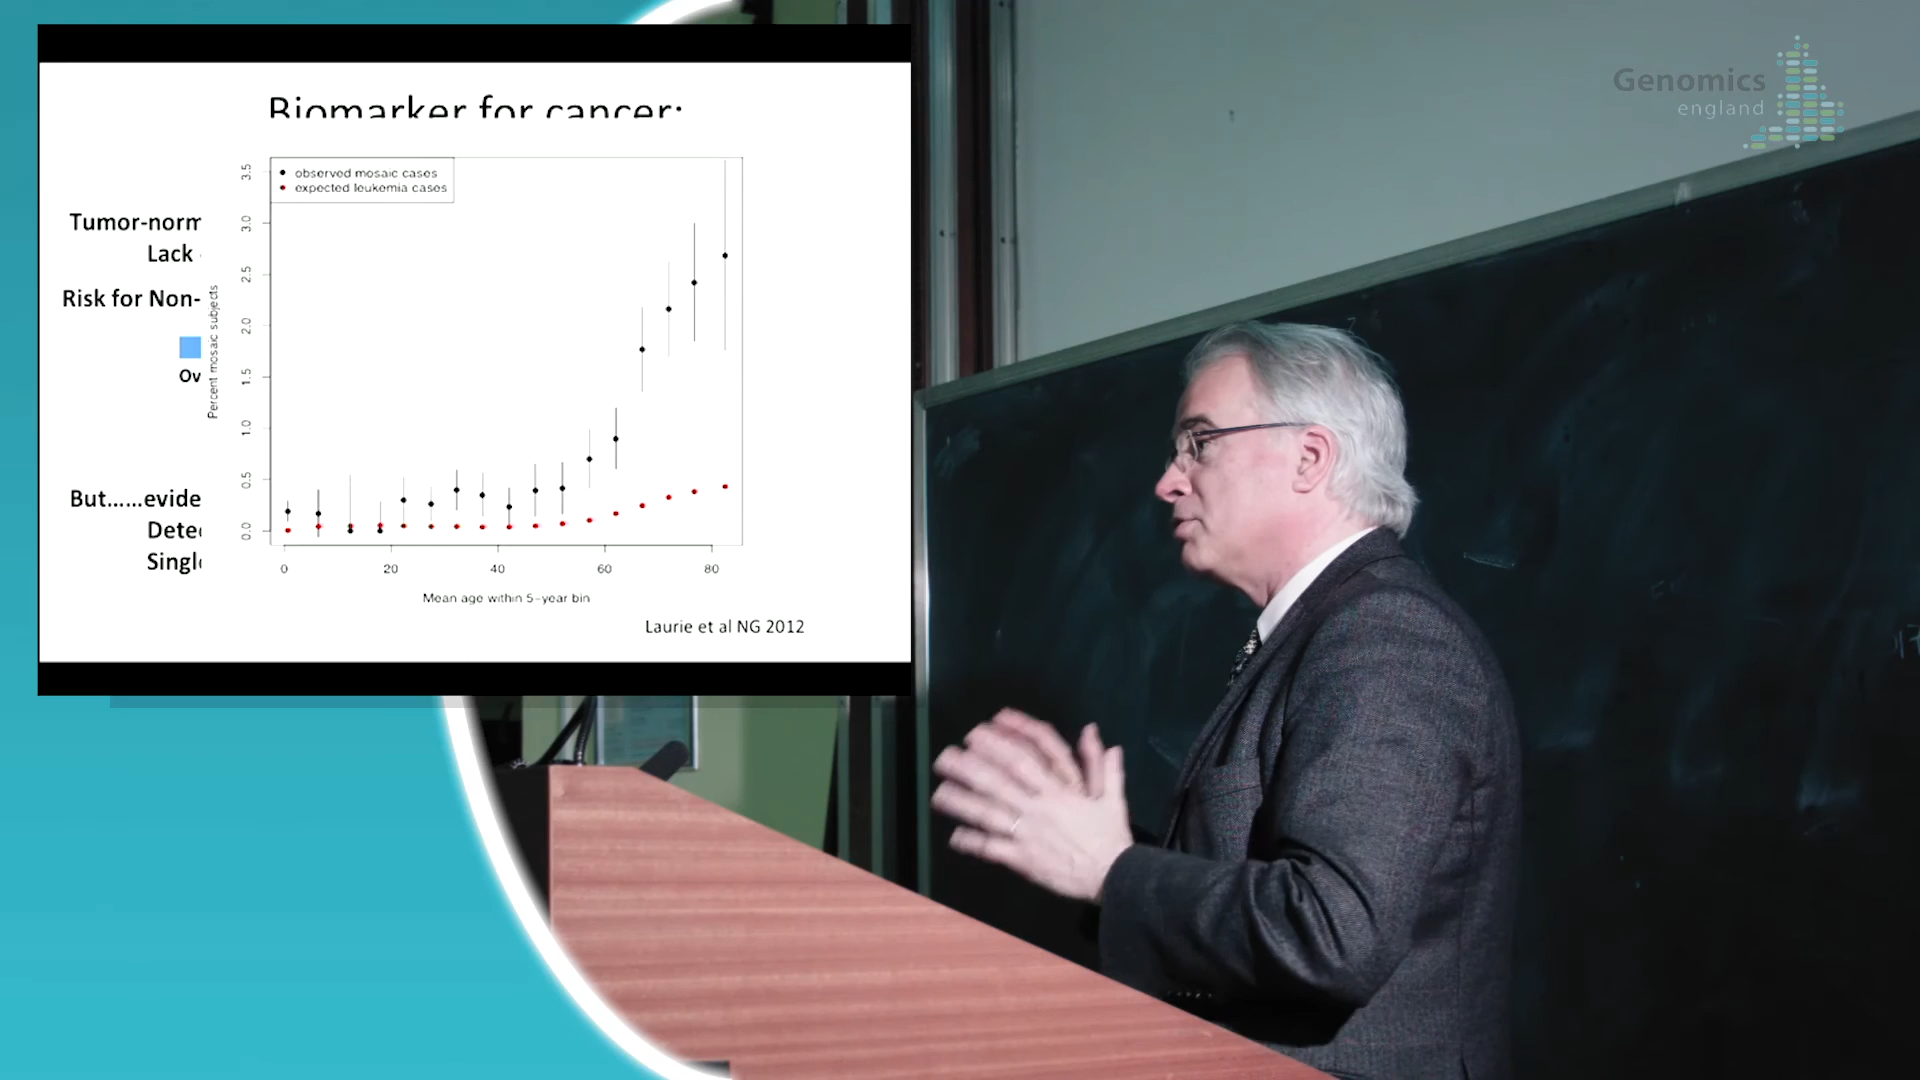 Biomarker for cancer:
observed mosaic cases
expected leukemia cases
Tumor-norm
Lack
Risk for Non-
Ov
But......evide
Dete
Singl
Percent mosaic subjects
0.0 0.5 1.0 1.5 2.0 2.5 3.0 3.5
0 20 40 60 80
Mean age within 5-year bin
Laurie et al NG 2012
Genomics
england